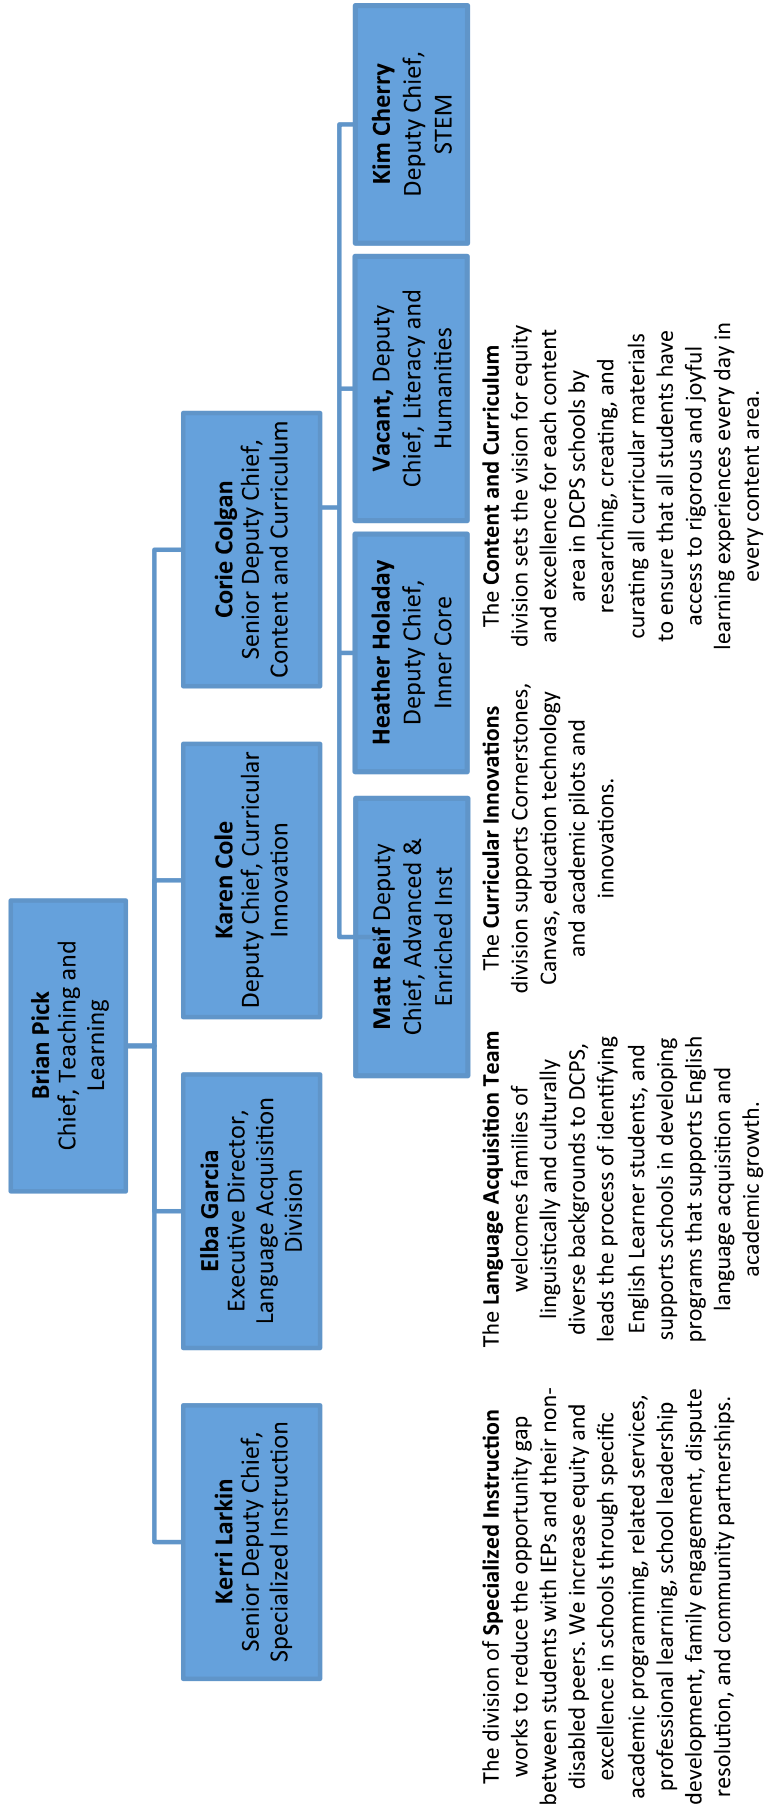 Brian Pick
Chief, Teaching and
Learning
Kerri Larkin
Senior Deputy Chief,
Specialized Instruction
Elba Garcia
Executive Director,
Language Acquisition
Division
Karen Cole
Deputy Chief, Curricular
Innovation
Corie Colgan
Senior Deputy Chief,
Content and Curriculum
Matt Reif Deputy
Chief, Advanced &
Enriched Inst
Heather Holaday
Deputy Chief,
Inner Core
Vacant, Deputy
Chief, Literacy and
Humanities
Kim Cherry
Deputy Chief,
STEM
The division of Specialized Instruction
works to reduce the opportunity gap
between students with IEPs and their non-
disabled peers. We increase equity and
excellence in schools through specific
academic programming, related services,
professional learning, school leadership
development, family engagement, dispute
resolution, and community partnerships.
The Language Acquisition Team
welcomes families of
linguistically and culturally
diverse backgrounds to DCPS,
leads the process of identifying
English Learner students, and
supports schools in developing
programs that supports English
language acquisition and
academic growth.
The Curricular Innovations
division supports Cornerstones,
Canvas, education technology
and academic pilots and
innovations.
The Content and Curriculum
division sets the vision for equity
and excellence for each content
area in DCPS schools by
researching, creating, and
curating all curricular materials
to ensure that all students have
access to rigorous and joyful
learning experiences every day in
every content area.